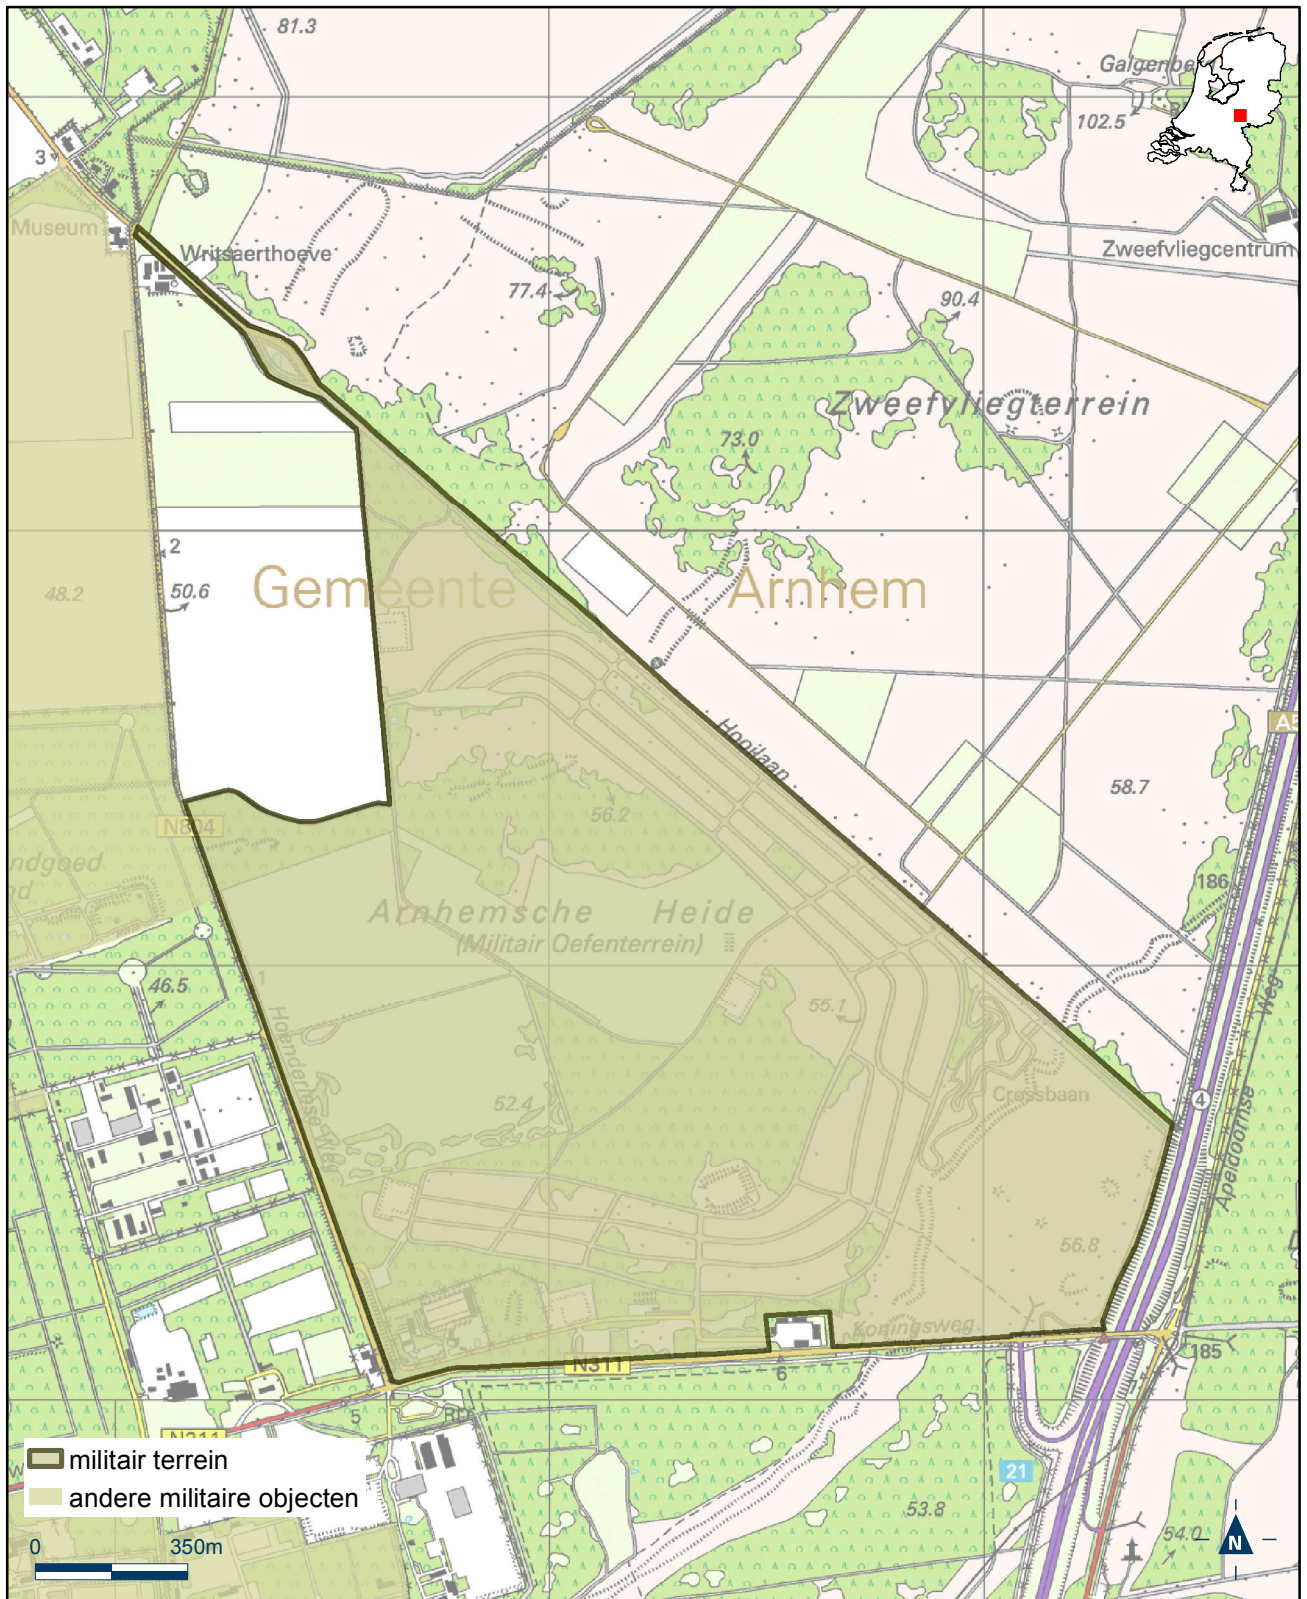 81.3
Galgenber
102.5
3
Museum
Writsaerthoeve
Zweefvliegcentrum
77.4
90.4
Zweefvliegterrein
73.0
2
50.6
48.2
Gemeente Arnhem
Hooilaan
A5
58.7
56.2
N804
ndgoed
d
186
Arnhemsche Heide
(Militair Oefenterrein)
1
46.5
55.1
Hoenderlose Weg
Weg
Apeldoornse
4
52.4
Crossbaan
56.8
Koningsweg
N311
6
185
5
RP
N311
21
53.8
54.0
militair terrein
andere militaire objecten
0 350m
N